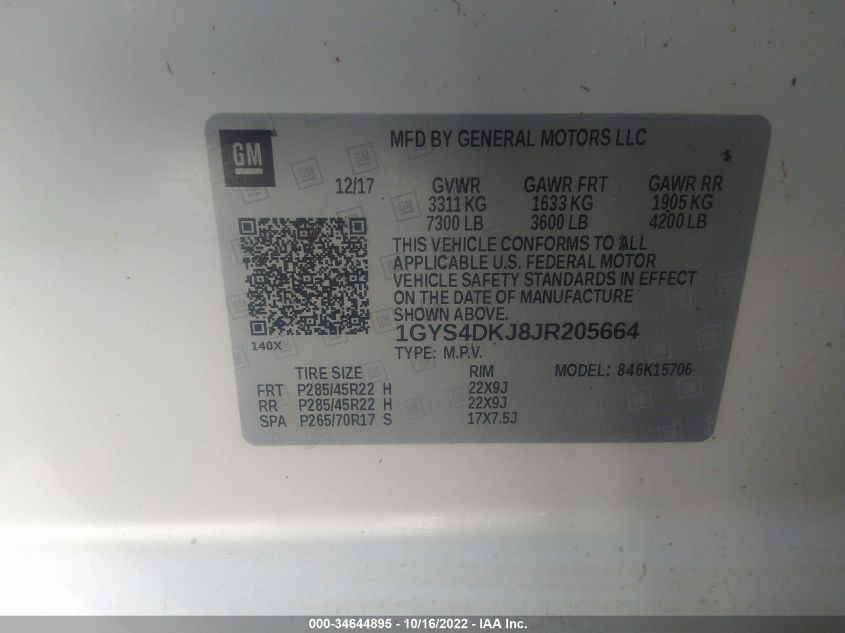 GM
MFD BY GENERAL MOTORS LLC
12/17 GVWR GAWR FRT GAWR RR
3311 KG 1633 KG 1905 KG
7300 LB 3600 LB 4200 LB
THIS VEHICLE CONFORMS TO ALL
APPLICABLE U.S. FEDERAL MOTOR
VEHICLE SAFETY STANDARDS IN EFFECT
ON THE DATE OF MANUFACTURE
SHOWN ABOVE.
1GYS4DKJ8JR205664
140X
TYPE: M.P.V.
TIRE SIZE RIM MODEL: 846K15706
FRT P285/45R22 H 22X9J
RR P285/45R22 H 22X9J
SPA P265/70R17 S 17X7.5J
000-34644895 - 10/16/2022 - IAA Inc.